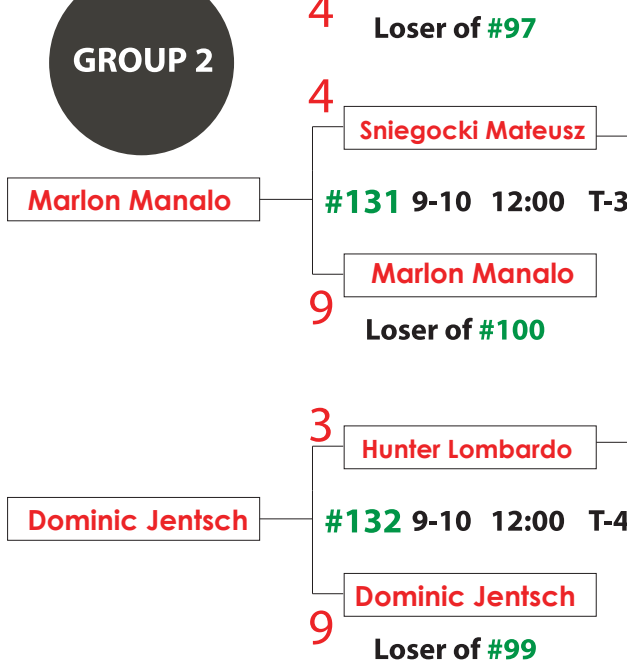 4
Loser of #97
GROUP 2
4
Sniegocki Mateusz
Marlon Manalo
#131 9-10 12:00 T-3
Marlon Manalo
9
Loser of #100
3
Hunter Lombardo
Dominic Jentsch
#132 9-10 12:00 T-4
Dominic Jentsch
9
Loser of #99